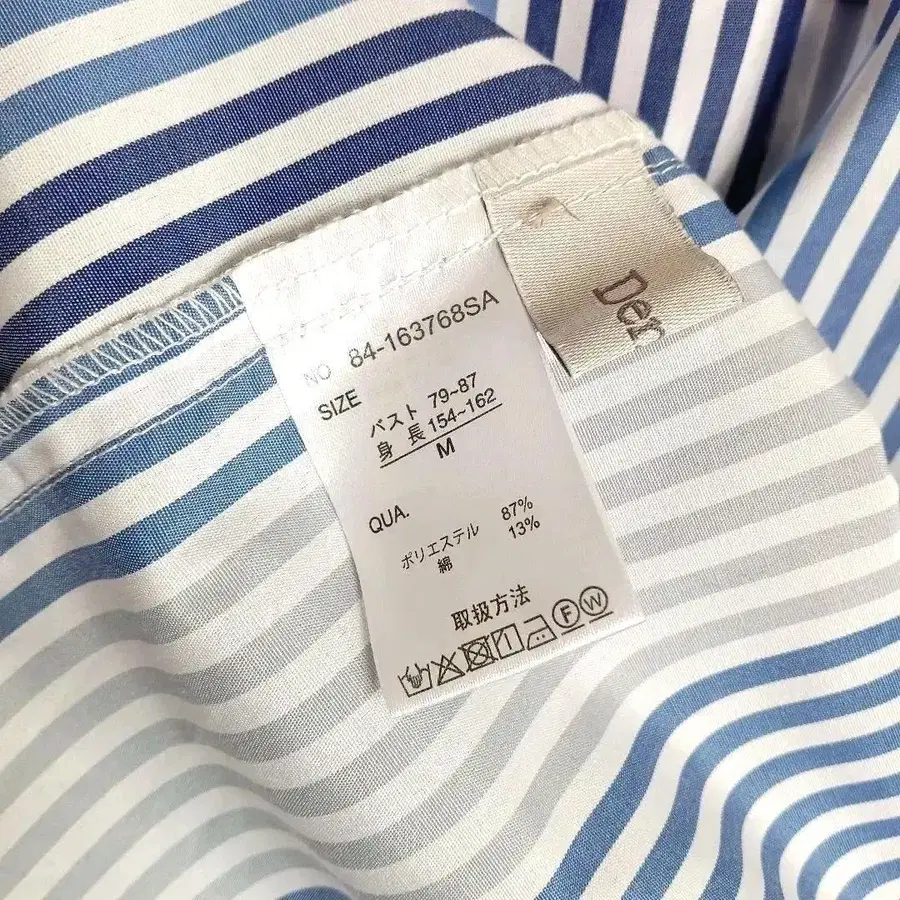 NO 84-163768SA
SIZE
バスト 79~87
身 長 154~162
M
QUA.
ポリエステル 87%
綿 13%
取扱方法
F W
Der